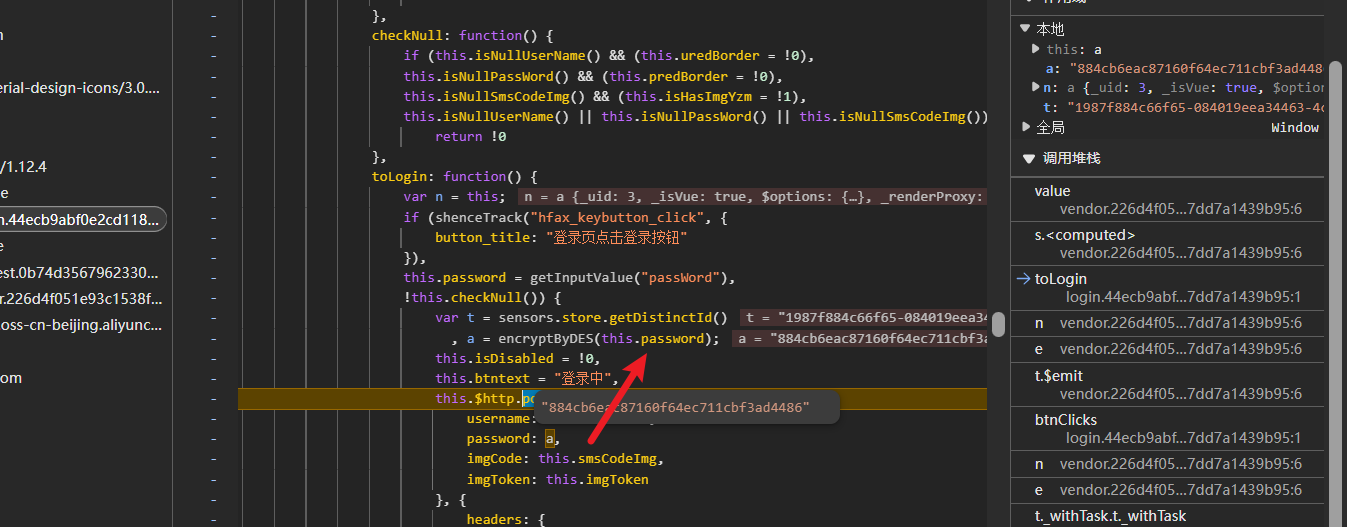 },
checkNull: function() {
if (this.isNullUserName() && (this.uredBorder = !0),
this.isNullPassWord() && (this.predBorder = !0),
this.isNullSmsCodeImg() && (this.isHasImgYzm = !1),
this.isNullUserName() || this.isNullPassWord() || this.isNullSmsCodeImg())
return !0
},
toLogin: function() {
var n = this; n = a {_uid: 3, _isVue: true, $options: {…}, _renderProxy:
if (shenceTrack("hfax_keybutton_click", {
button_title: "登录页点击登录按钮"
}),
this.password = getInputValue("passWord"),
!this.checkNull()) {
var t = sensors.store.getDistinctId() t = "1987f884c66f65-084019eea34
, a = encryptByDES(this.password); a = "884cb6eac87160f64ec711cbf3a
this.isDisabled = !0,
this.btntext = "登录中",
this.$http.po
"884cb6eac87160f64ec711cbf3ad4486"
username:
password: a,
imgCode: this.smsCodeImg,
imgToken: this.imgToken
}, {
headers: {
erial-design-icons/3.0....
/1.12.4
e
n.44ecb9abf0e2cd118...
e
est.0b74d3567962330...
r.226d4f051e93c1538f...
oss-cn-beijing.aliyunc...
om
本地
this: a
a: "884cb6eac87160f64ec711cbf3ad4486
n: a {_uid: 3, _isVue: true, $option
t: "1987f884c66f65-084019eea34463-4c
全局 Window
调用堆栈
value
vendor.226d4f05...7dd7a1439b95:6
s.<computed>
vendor.226d4f05...7dd7a1439b95:6
toLogin
login.44ecb9abf...7dd7a1439b95:1
n vendor.226d4f05...7dd7a1439b95:6
e vendor.226d4f05...7dd7a1439b95:6
t.$emit
vendor.226d4f05...7dd7a1439b95:6
btnClicks
login.44ecb9abf...7dd7a1439b95:1
n vendor.226d4f05...7dd7a1439b95:6
e vendor.226d4f05...7dd7a1439b95:6
t._withTask.t._withTask